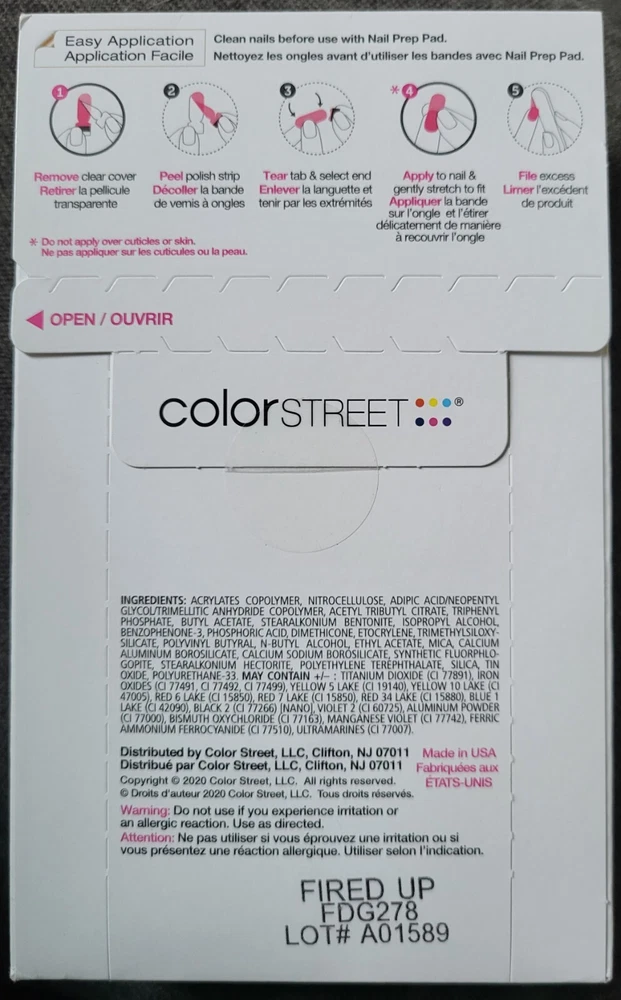 Easy Application
Application Facile
Clean nails before use with Nail Prep Pad.
Nettoyez les ongles avant d'utiliser les bandes avec Nail Prep Pad.
1
Remove clear cover
Retirer la pellicule
transparente
2
Peel polish strip
Décoller la bande
de vernis à ongles
3
Tear tab & select end
Enlever la languette et
tenir par les extrémités
*4
Apply to nail &
gently stretch to fit
Appliquer la bande
sur l'ongle et l'étirer
délicatement de manière
à recouvrir l'ongle
5
File excess
Limer l'excédent
de produit
* Do not apply over cuticles or skin.
Ne pas appliquer sur les cuticules ou la peau.
OPEN / OUVRIR
colorSTREET®
INGREDIENTS: ACRYLATES COPOLYMER, NITROCELLULOSE, ADIPIC ACID/NEOPENTYL
GLYCOL/TRIMELLITIC ANHYDRIDE COPOLYMER, ACETYL TRIBUTYL CITRATE, TRIPHENYL
PHOSPHATE, BUTYL ACETATE, STEARALKONIUM BENTONITE, ISOPROPYL ALCOHOL,
BENZOPHENONE-3, PHOSPHORIC ACID, DIMETHICONE, ETOCRYLENE, TRIMETHYLSILOXY-
SILICATE, POLYVINYL BUTYRAL, N-BUTYL ALCOHOL, ETHYL ACETATE, MICA, CALCIUM
ALUMINUM BOROSILICATE, CALCIUM SODIUM BOROSILICATE, SYNTHETIC FLUORPHLO-
GOPITE, STEARALKONIUM HECTORITE, POLYETHYLENE TEREPHTHALATE, SILICA, TIN
OXIDE, POLYURETHANE-33. MAY CONTAIN +/- : TITANIUM DIOXIDE (CI 77891), IRON
OXIDES (CI 77491, CI 77492, CI 77499), YELLOW 5 LAKE (CI 19140), YELLOW 10 LAKE (CI
47005), RED 6 LAKE (CI 15850), RED 7 LAKE (CI 15850), RED 34 LAKE (CI 15880), BLUE 1
LAKE (CI 42090), BLACK 2 (CI 77266) [NANO], VIOLET 2 (CI 60725), ALUMINUM POWDER
(CI 77000), BISMUTH OXYCHLORIDE (CI 77163), MANGANESE VIOLET (CI 77742), FERRIC
AMMONIUM FERROCYANIDE (CI 77510), ULTRAMARINES (CI 77007).
Distributed by Color Street, LLC, Clifton, NJ 07011
Distribué par Color Street, LLC, Clifton, NJ 07011
Made in USA
Fabriquées aux
ÉTATS-UNIS
Copyright © 2020 Color Street, LLC. All rights reserved.
© Droits d'auteur 2020 Color Street, LLC. Tous droits réservés.
Warning: Do not use if you experience irritation or
an allergic reaction. Use as directed.
Attention: Ne pas utiliser si vous éprouvez une irritation ou si
vous présentez une réaction allergique. Utiliser selon l'indication.
FIRED UP
FDG278
LOT# A01589